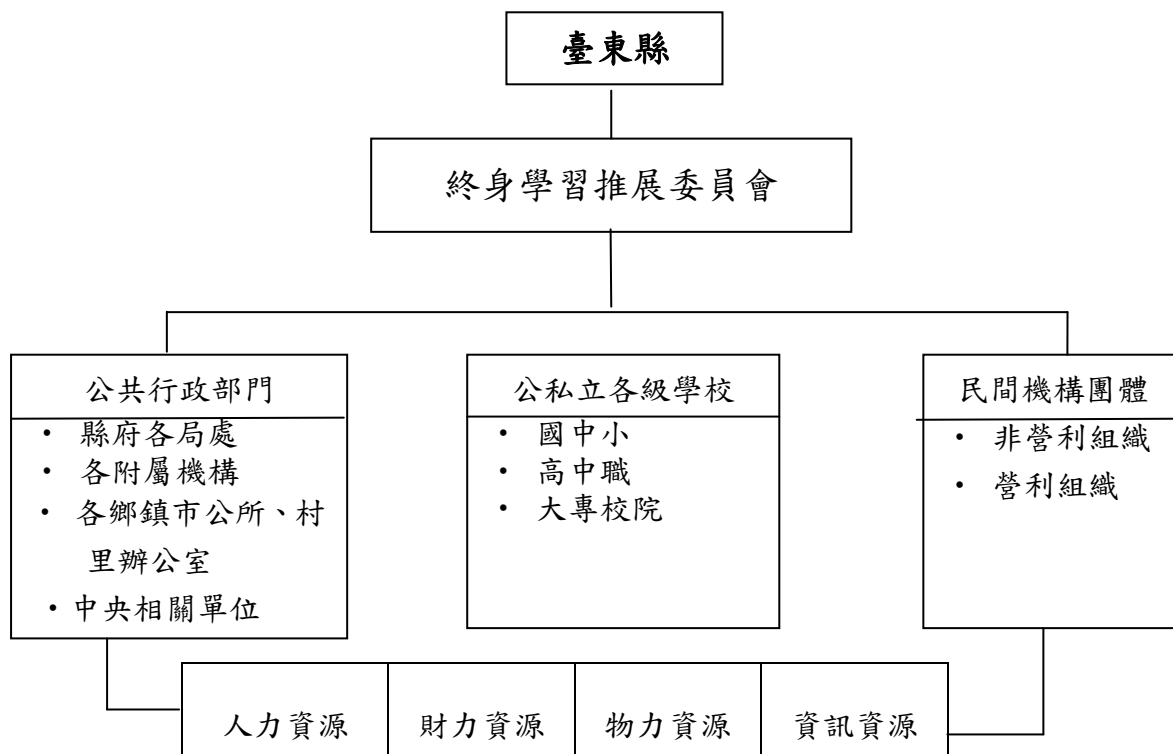 臺東縣
終身學習推展委員會
公共行政部門
• 縣府各局處
• 各附屬機構
• 各鄉鎮市公所、村
里辦公室
•中央相關單位
公私立各級學校
• 國中小
• 高中職
• 大專校院
民間機構團體
• 非營利組織
• 營利組織
人力資源
財力資源
物力資源
資訊資源